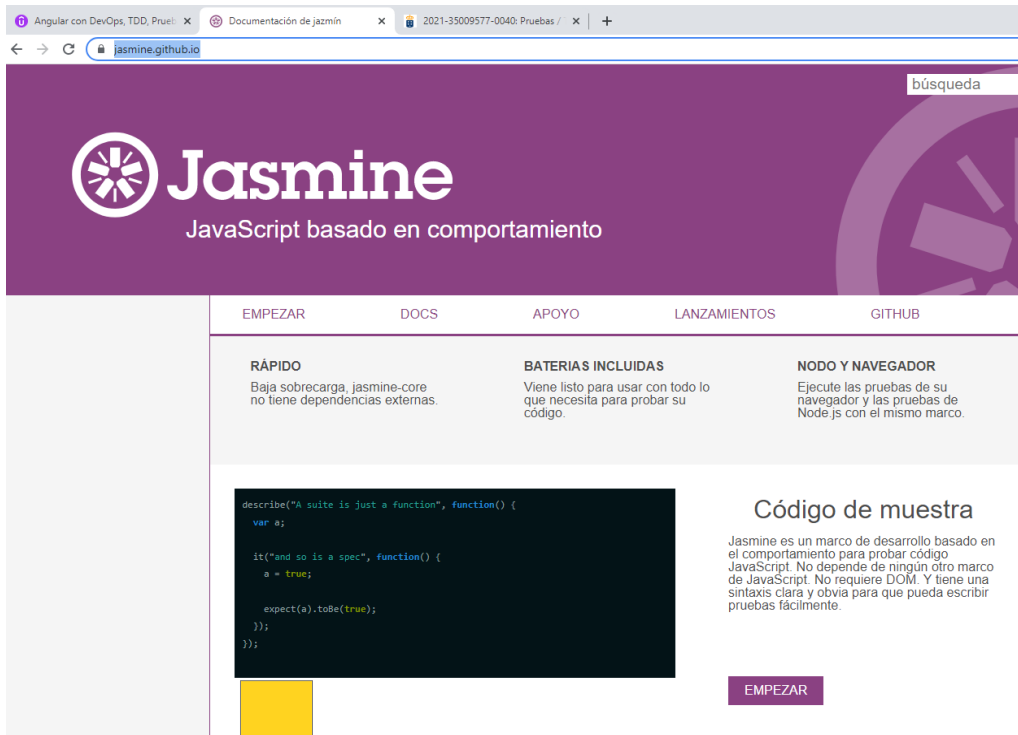 Angular con DevOps, TDD, Prueb
Documentación de jazmín
2021-35009577-0040: Pruebas /
jasmine.github.io
búsqueda
Jasmine
JavaScript basado en comportamiento
EMPEZAR DOCS APOYO LANZAMIENTOS GITHUB
RÁPIDO
Baja sobrecarga, jasmine-core
no tiene dependencias externas.
BATERIAS INCLUIDAS
Viene listo para usar con todo lo
que necesita para probar su
código.
NODO Y NAVEGADOR
Ejecute las pruebas de su
navegador y las pruebas de
Node.js con el mismo marco.
describe("A suite is just a function", function() {
var a;
it("and so is a spec", function() {
a = true;
expect(a).toBe(true);
});
});
Código de muestra
Jasmine es un marco de desarrollo basado en
el comportamiento para probar código
JavaScript. No depende de ningún otro marco
de JavaScript. No requiere DOM. Y tiene una
sintaxis clara y obvia para que pueda escribir
pruebas fácilmente.
EMPEZAR